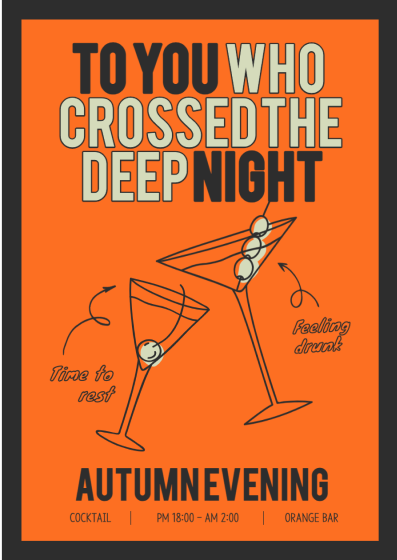 TO YOU WHO
CROSSED THE
DEEP NIGHT
Feeling
drunk
Time to
rest
AUTUMN EVENING
COCKTAIL | PM 18:00 - AM 2:00 | ORANGE BAR